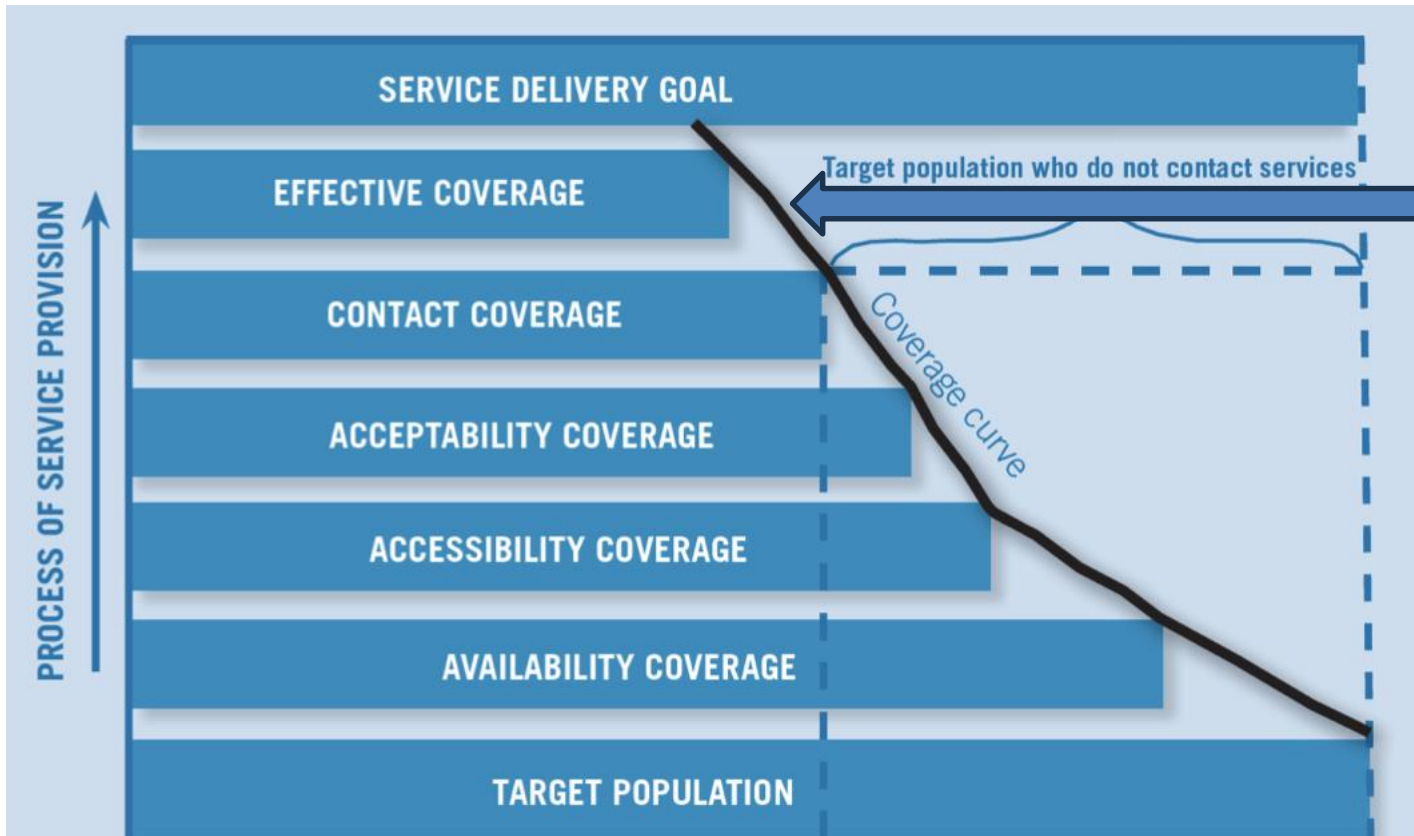 SERVICE DELIVERY GOAL
EFFECTIVE COVERAGE
Target population who do not contact services
CONTACT COVERAGE
Coverage curve
ACCEPTABILITY COVERAGE
ACCESSIBILITY COVERAGE
AVAILABILITY COVERAGE
TARGET POPULATION
PROCESS OF SERVICE PROVISION